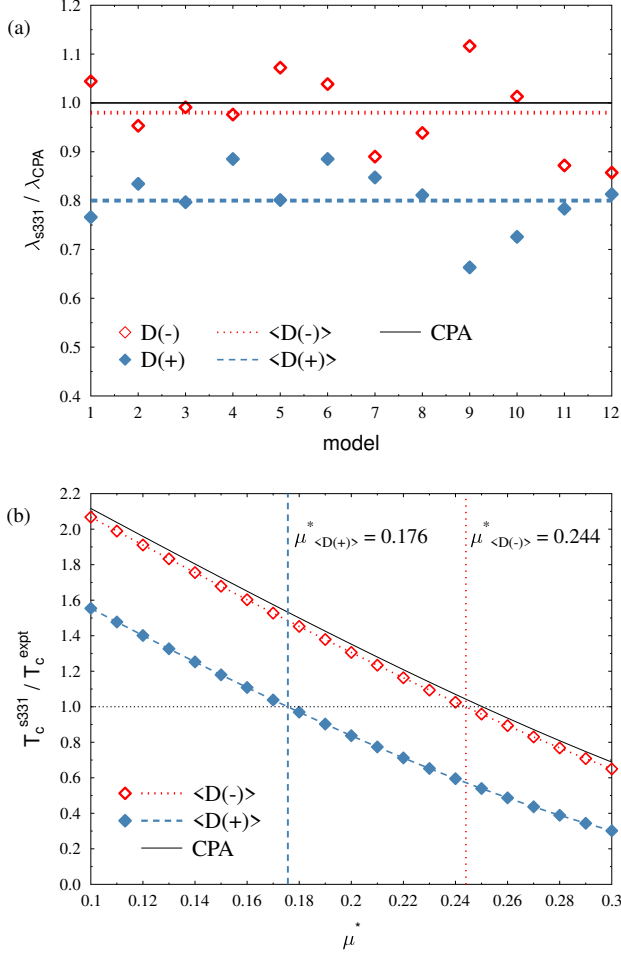 (a)
1.2
1.1
1.0
0.9
0.8
0.7
0.6
0.5
0.4
λs331 / λCPA
D(-) <D(-)> CPA
D(+) <D(+)>
1 2 3 4 5 6 7 8 9 10 11 12
model
(b)
2.2
2.0
1.8
1.6
1.4
1.2
1.0
0.8
0.6
0.4
0.2
0.0
Tc^s331 / Tc^expt
μ*<D(+)> = 0.176 μ*<D(-)> = 0.244
<D(-)>
<D(+)>
CPA
0.1 0.12 0.14 0.16 0.18 0.2 0.22 0.24 0.26 0.28 0.3
μ*